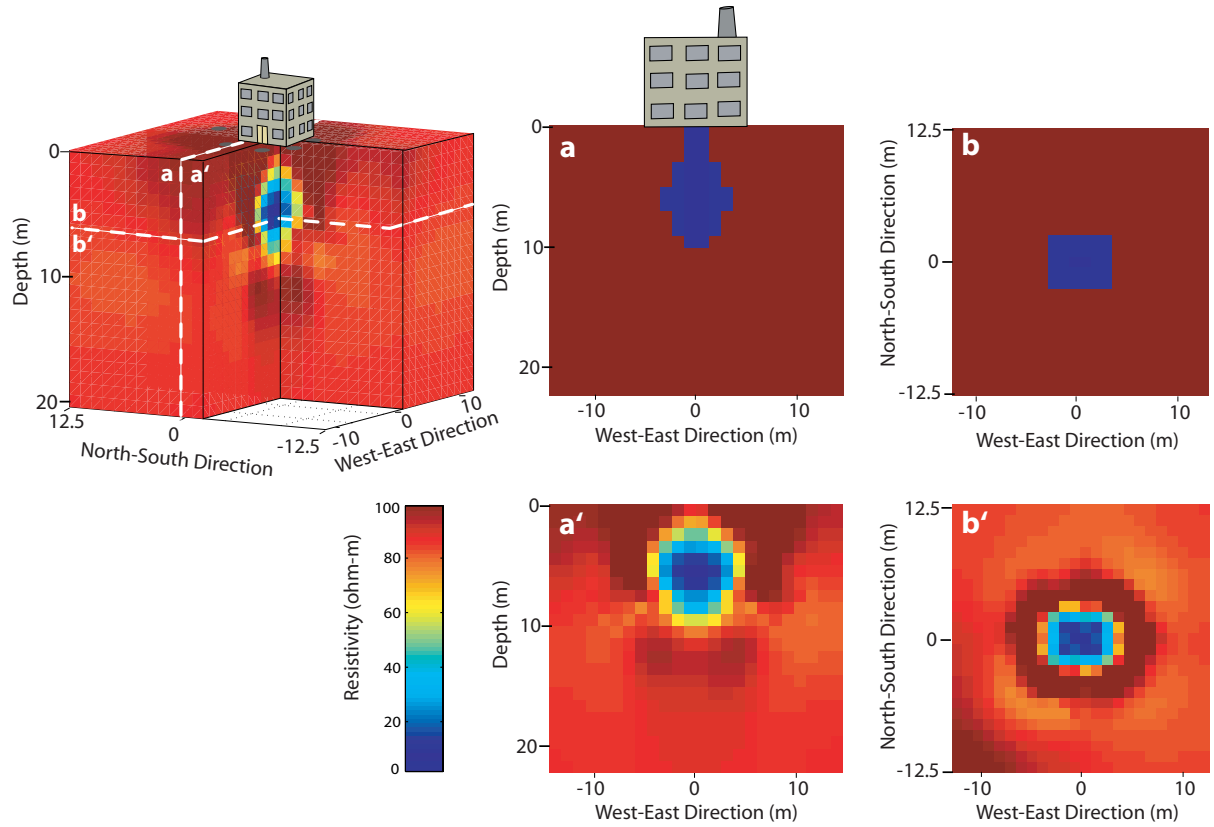 0
10
20
Depth (m)
a
a‘
b
b‘
12.5
0
-12.5
North-South Direction
-10
0
10
West-East Direction
a
0
10
20
Depth (m)
-10
0
10
West-East Direction (m)
b
12.5
0
-12.5
North-South Direction (m)
-10
0
10
West-East Direction (m)
100
80
60
40
20
0
Resistivity (ohm-m)
a‘
0
10
20
Depth (m)
-10
0
10
West-East Direction (m)
b‘
12.5
0
-12.5
North-South Direction (m)
-10
0
10
West-East Direction (m)